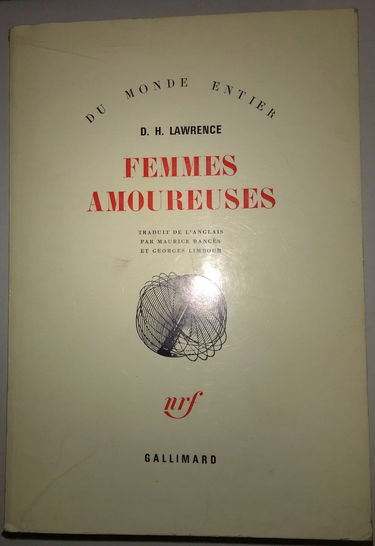 DU MONDE ENTIER
D. H. LAWRENCE
FEMMES
AMOUREUSES
TRADUIT DE L'ANGLAIS
PAR MAURICE RANCÈS
ET GEORGES LIMBOUR
nrf
GALLIMARD